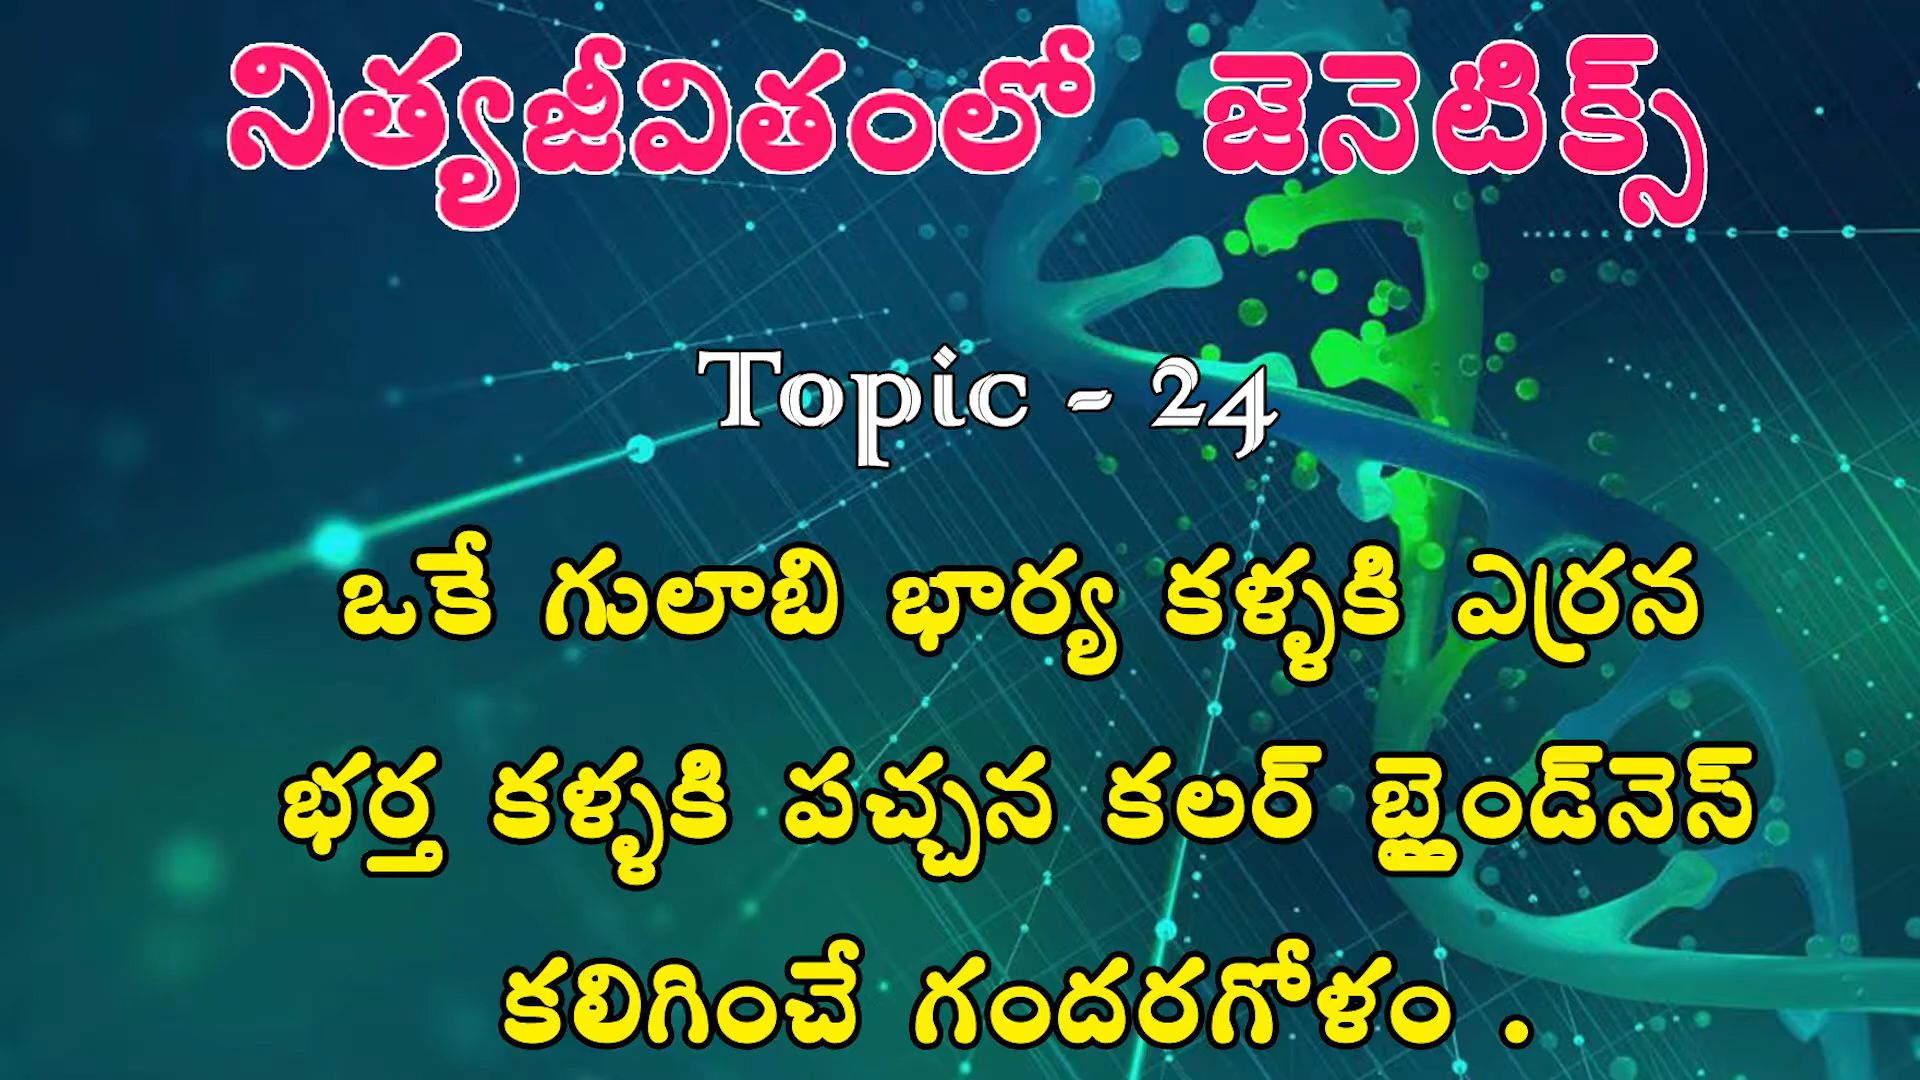 నిత్యజీవితంలో జెనెటిక్స్
Topic - 24
ఒకే గులాబి భార్య కళ్ళకి ఎర్రన
భర్త కళ్ళకి పచ్చన కలర్ బ్లైండ్‌నెస్
కలిగించే గందరగోళం .